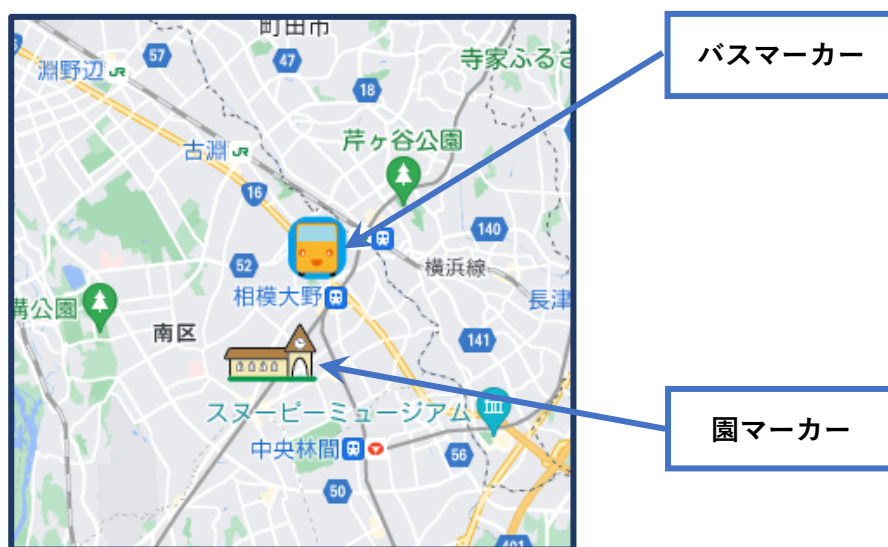 町田市
バスマーカー
57
47
寺家ふるさ
淵野辺 JR
18
古淵 JR
芹ヶ谷公園
16
140
52
横浜線
相模大野
長津
溝公園
南区
141
スヌーピーミュージアム
園マーカー
中央林間
56
50
401